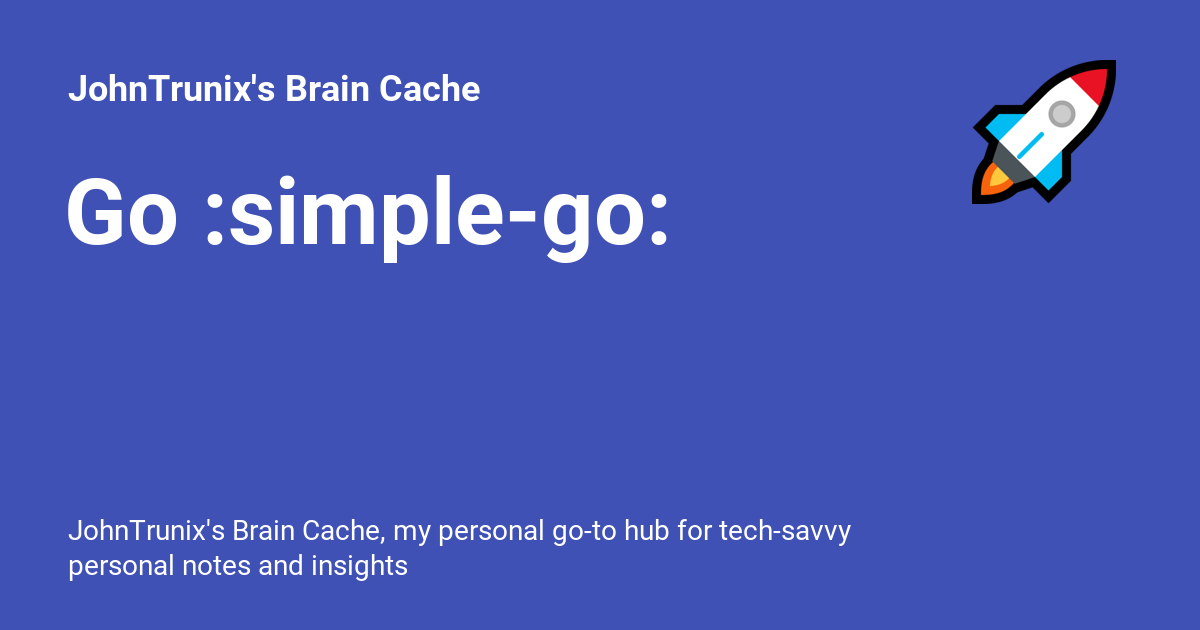 JohnTrunix's Brain Cache
Go :simple-go:
JohnTrunix's Brain Cache, my personal go-to hub for tech-savvy
personal notes and insights